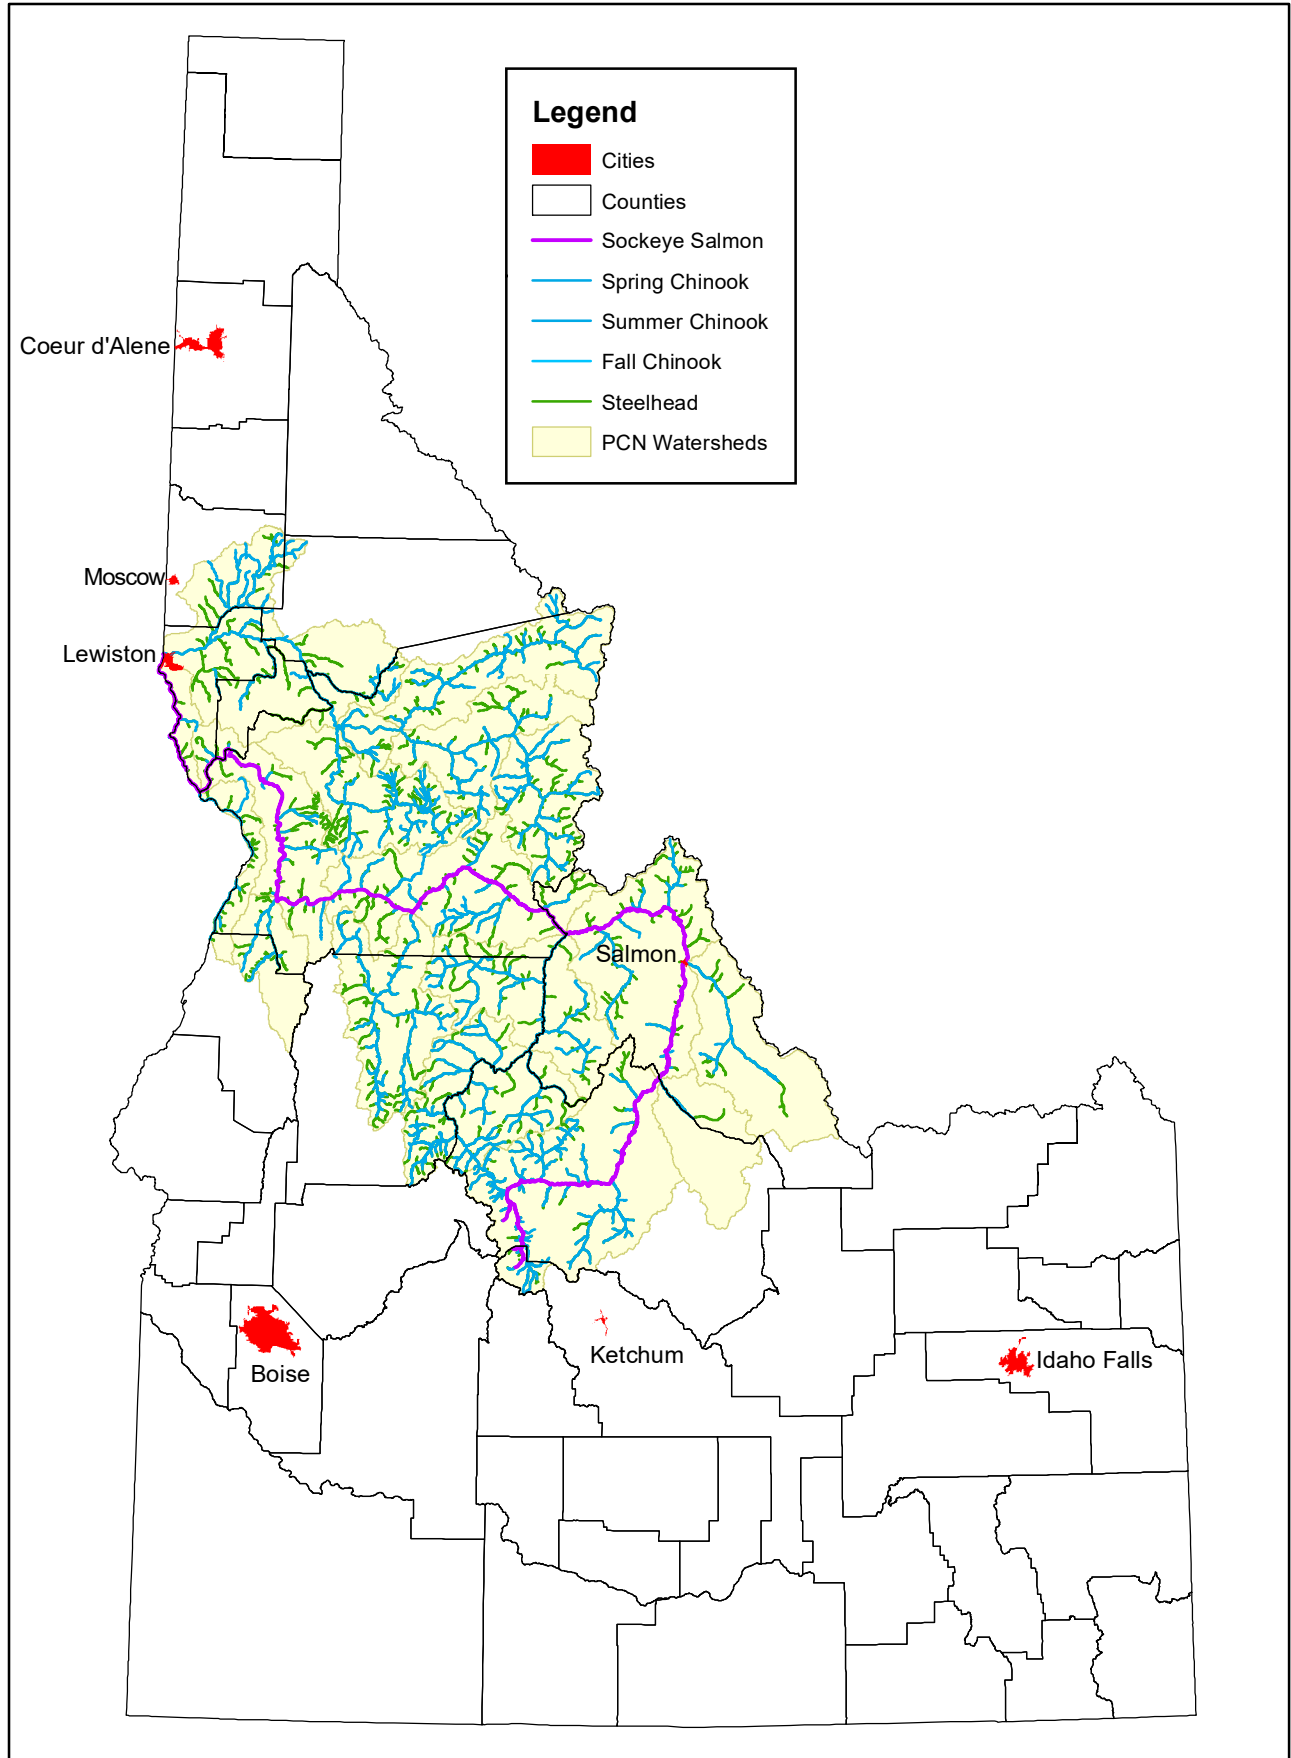 Legend
Cities
Counties
Sockeye Salmon
Spring Chinook
Summer Chinook
Fall Chinook
Steelhead
PCN Watersheds
Coeur d'Alene
Moscow
Lewiston
Salmon
Boise
Ketchum
Idaho Falls